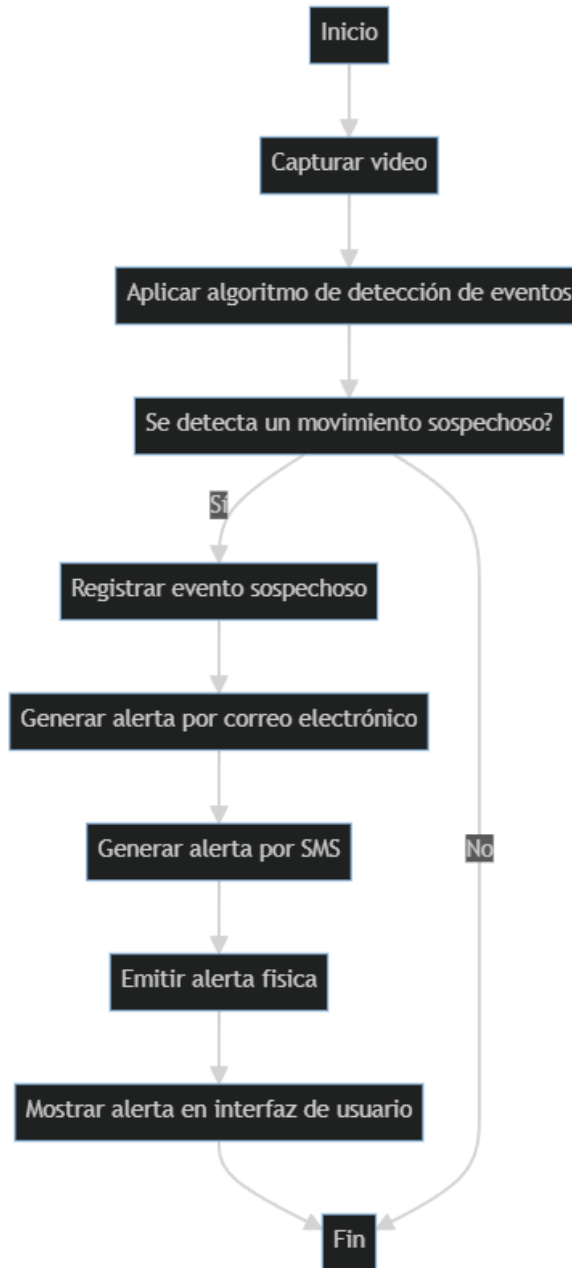 Inicio
Capturar video
Aplicar algoritmo de detección de eventos
Se detecta un movimiento sospechoso?
Sí
Registrar evento sospechoso
Generar alerta por correo electrónico
Generar alerta por SMS
No
Emitir alerta fisica
Mostrar alerta en interfaz de usuario
Fin